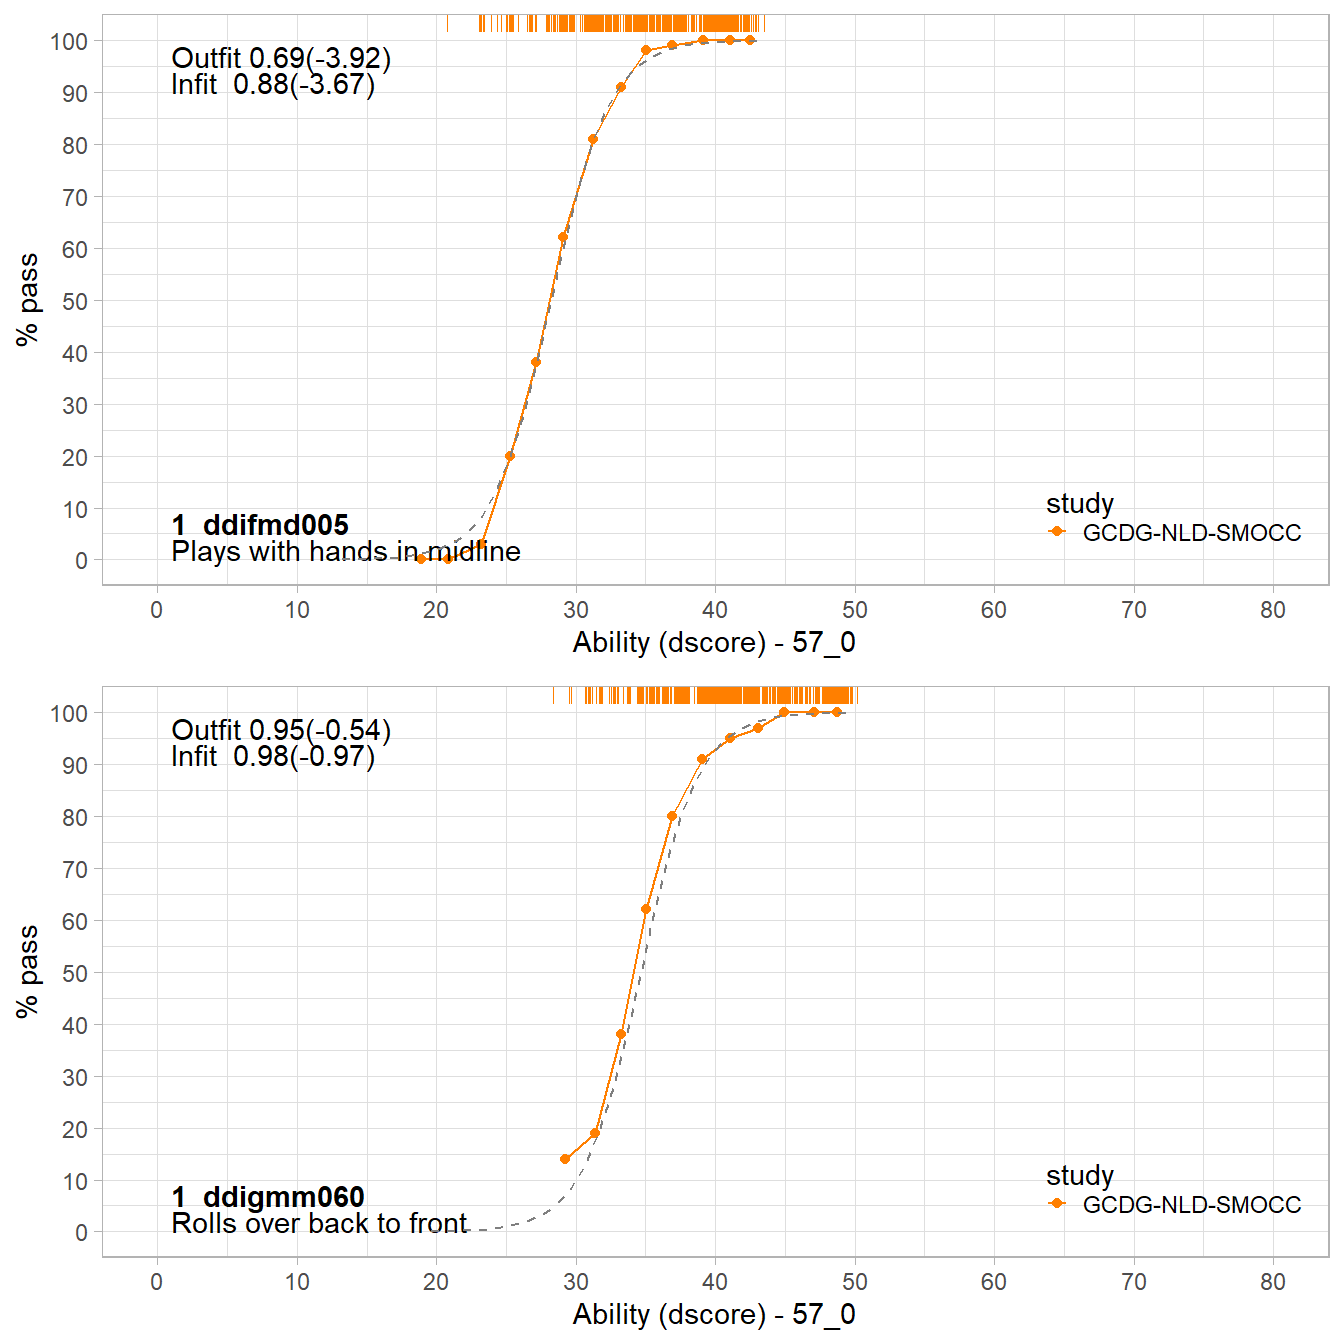 Outfit 0.69(-3.92)
Infit 0.88(-3.67)
100
90
80
70
60
50
40
30
20
10
0
% pass
1 ddifmd005
Plays with hands in midline
study
GCDG-NLD-SMOCC
0 10 20 30 40 50 60 70 80
Ability (dscore) - 57_0
Outfit 0.95(-0.54)
Infit 0.98(-0.97)
100
90
80
70
60
50
40
30
20
10
0
% pass
1 ddigmm060
Rolls over back to front
study
GCDG-NLD-SMOCC
0 10 20 30 40 50 60 70 80
Ability (dscore) - 57_0